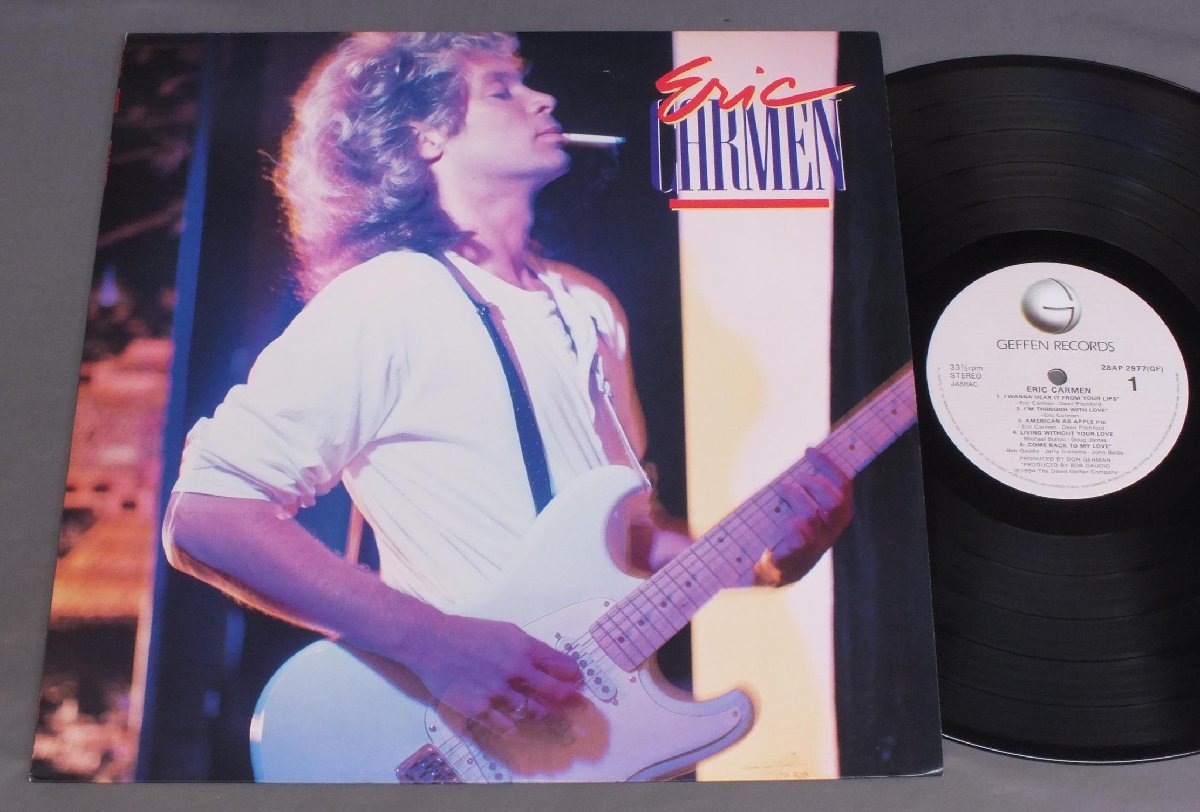 Eric
CARMEN
GEFFEN RECORDS
33⅓rpm
STEREO
JASRAC
28AP 2977(GF)
1
ERIC CARMEN
1. I WANNA HEAR IT FROM YOUR LIPS
Eric Carmen - Dean Pitchford
2. I'M THROUGH WITH LOVE*
Eric Carmen
3. AMERICAN AS APPLE PIE
Eric Carmen - Dean Pitchford
4. LIVING WITHOUT YOUR LOVE
Michael Bolton - Doug James
5. COME BACK TO MY LOVE*
Bob Gaudio - Jerry Corbetta - John Bettis
PRODUCED BY DON GEHMAN
*PRODUCED BY BOB GAUDIO
℗1984 The David Geffen Company